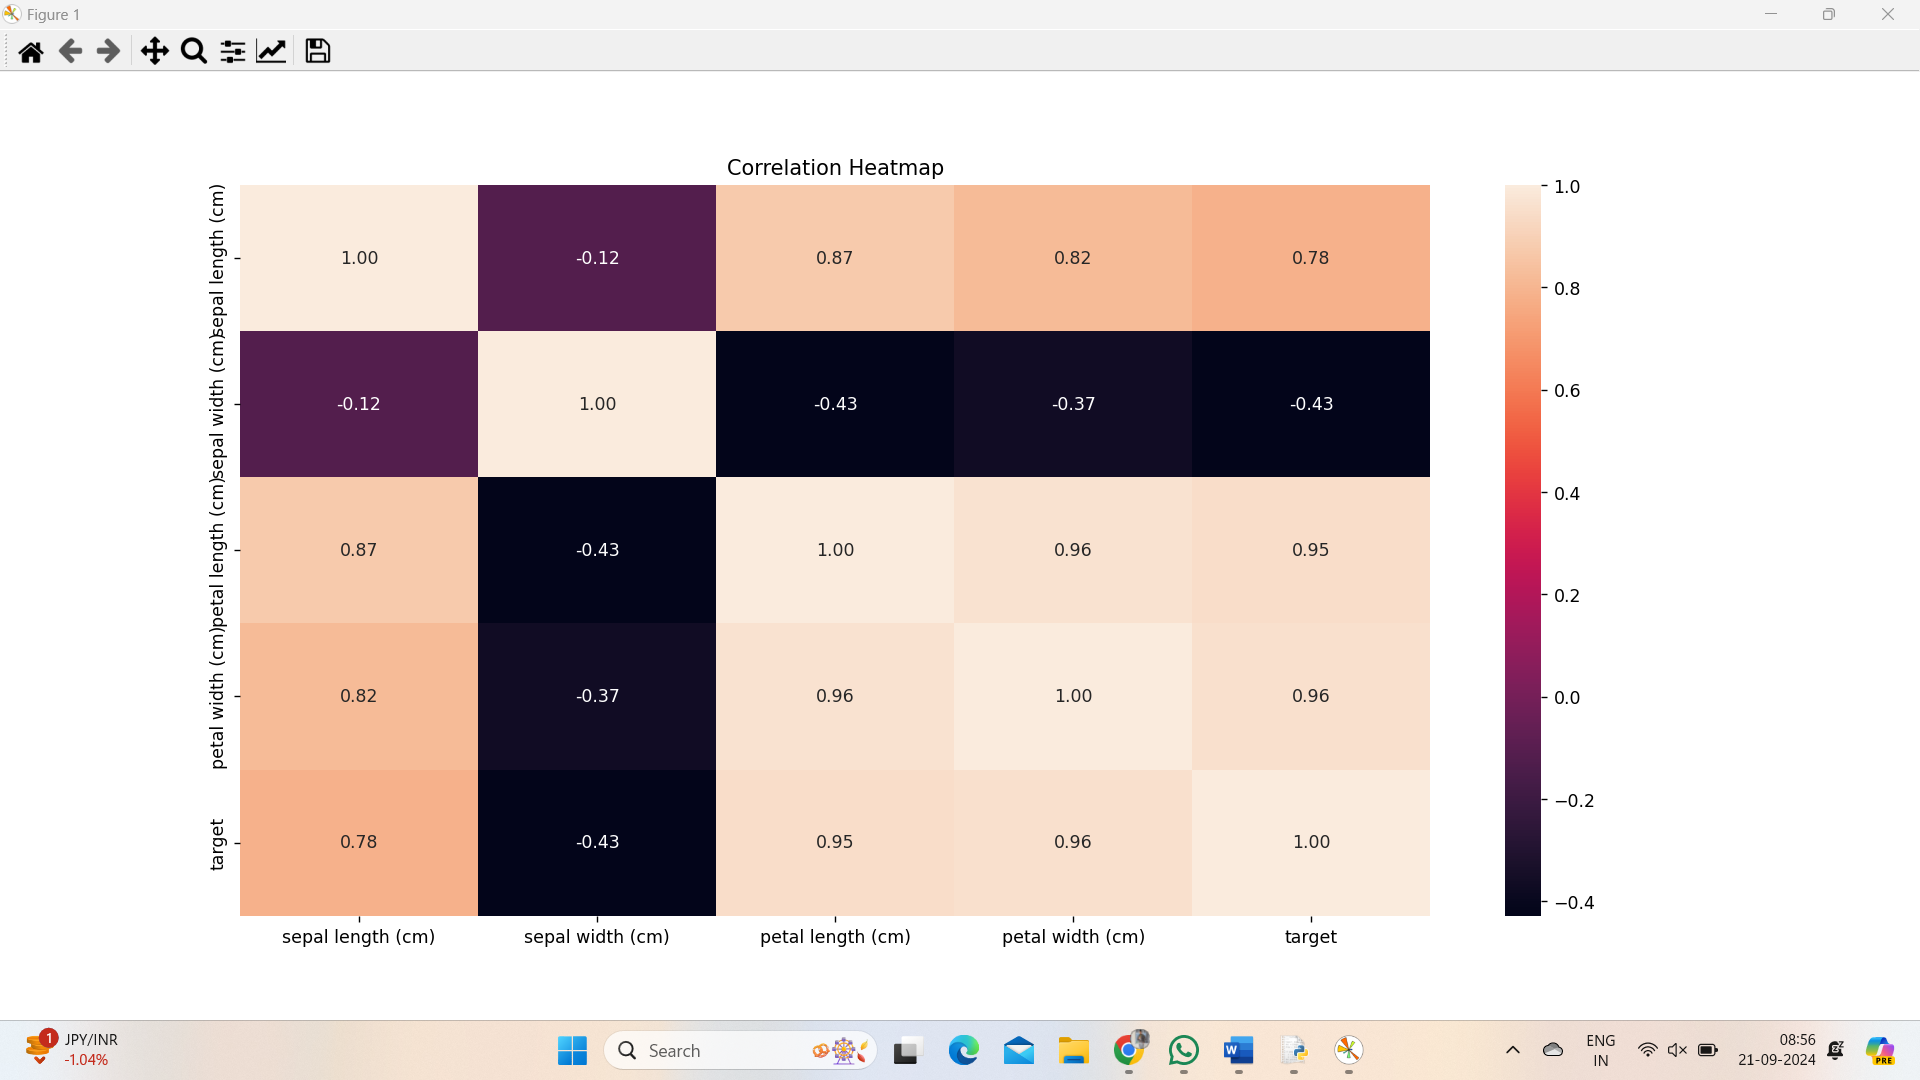 Figure 1
Correlation Heatmap
sepal length (cm)
1.00 -0.12 0.87 0.82 0.78
sepal width (cm)
-0.12 1.00 -0.43 -0.37 -0.43
petal length (cm)
0.87 -0.43 1.00 0.96 0.95
petal width (cm)
0.82 -0.37 0.96 1.00 0.96
target
0.78 -0.43 0.95 0.96 1.00
sepal length (cm) sepal width (cm) petal length (cm) petal width (cm) target
1.0
0.8
0.6
0.4
0.2
0.0
−0.2
−0.4
1
JPY/INR
-1.04%
Search
W
ENG
IN
08:56
21-09-2024
PRE